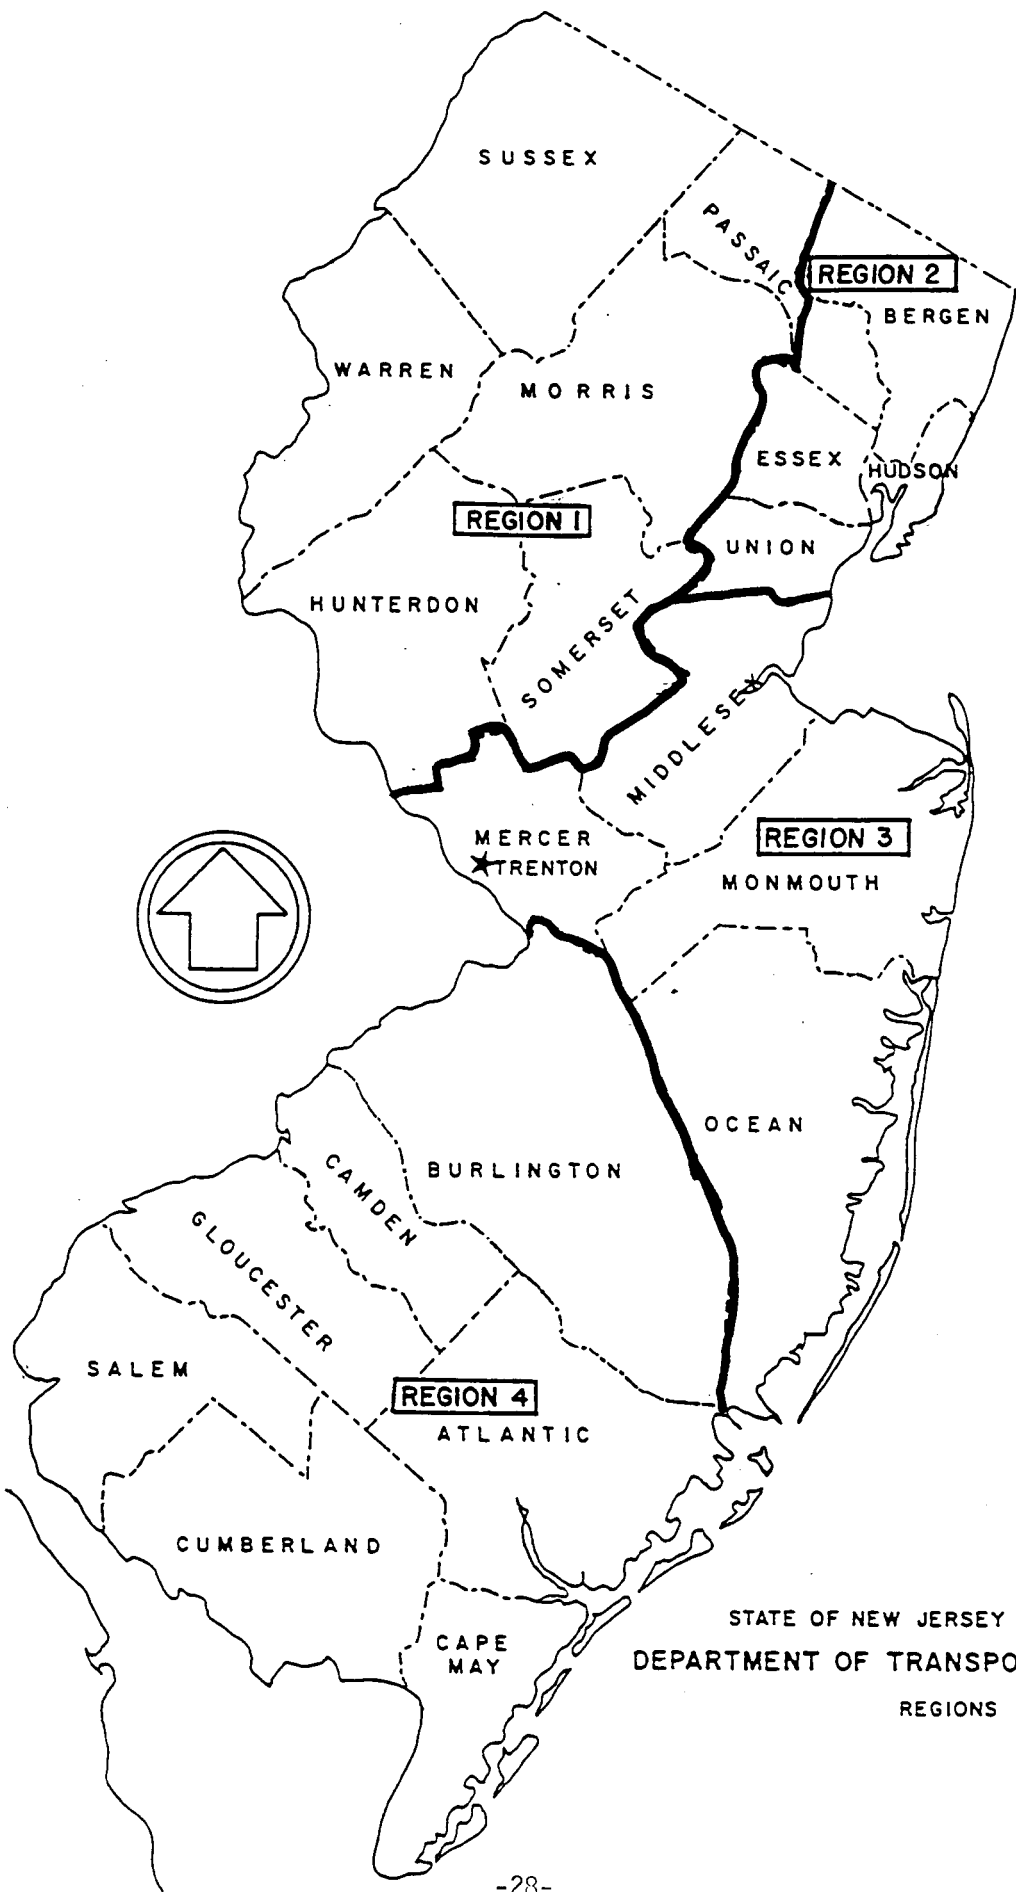 SUSSEX
PASSAIC
REGION 2
BERGEN
WARREN
MORRIS
ESSEX
HUDSON
REGION 1
UNION
HUNTERDON
SOMERSET
MIDDLESEX
MERCER
TRENTON
REGION 3
MONMOUTH
OCEAN
BURLINGTON
CAMDEN
GLOUCESTER
SALEM
REGION 4
ATLANTIC
CUMBERLAND
CAPE
MAY
STATE OF NEW JERSEY
DEPARTMENT OF TRANSPO
REGIONS
-28-